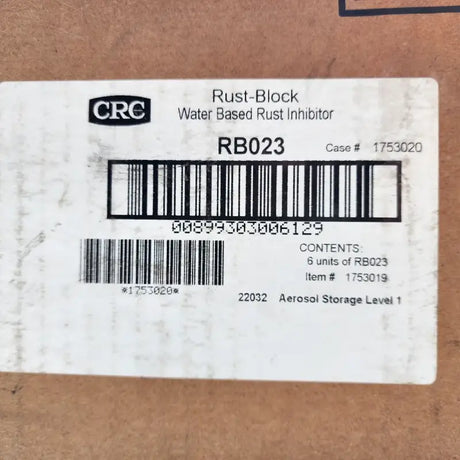 CRC
Rust-Block
Water Based Rust Inhibitor
RB023 Case # 1753020
00899303006129
CONTENTS:
6 units of RB023
Item # 1753019
*1753020*
22032 Aerosol Storage Level 1